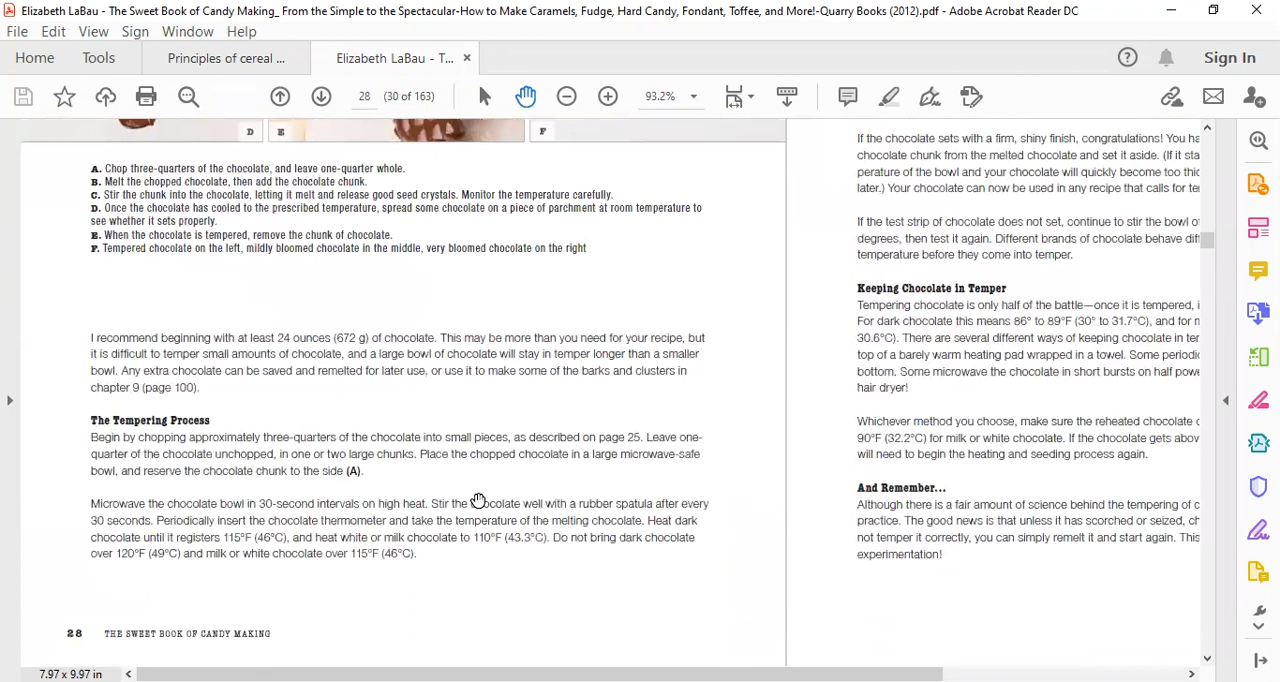 Elizabeth LaBau - The Sweet Book of Candy Making_ From the Simple to the Spectacular-How to Make Caramels, Fudge, Hard Candy, Fondant, Toffee, and More!-Quarry Books (2012).pdf - Adobe Acrobat Reader DC
File Edit View Sign Window Help
Home Tools Principles of cereal ... Elizabeth LaBau - T... × Sign In
28 (30 of 163) 93.2%
D E F
A. Chop three-quarters of the chocolate, and leave one-quarter whole.
B. Melt the chopped chocolate, then add the chocolate chunk.
C. Stir the chunk into the chocolate, letting it melt and release good seed crystals. Monitor the temperature carefully.
D. Once the chocolate has cooled to the prescribed temperature, spread some chocolate on a piece of parchment at room temperature to
see whether it sets properly.
E. When the chocolate is tempered, remove the chunk of chocolate.
F. Tempered chocolate on the left, mildly bloomed chocolate in the middle, very bloomed chocolate on the right
I recommend beginning with at least 24 ounces (672 g) of chocolate. This may be more than you need for your recipe, but
it is difficult to temper small amounts of chocolate, and a large bowl of chocolate will stay in temper longer than a smaller
bowl. Any extra chocolate can be saved and remelted for later use, or use it to make some of the barks and clusters in
chapter 9 (page 100).
The Tempering Process
Begin by chopping approximately three-quarters of the chocolate into small pieces, as described on page 25. Leave one-
quarter of the chocolate unchopped, in one or two large chunks. Place the chopped chocolate in a large microwave-safe
bowl, and reserve the chocolate chunk to the side (A).
Microwave the chocolate bowl in 30-second intervals on high heat. Stir the chocolate well with a rubber spatula after every
30 seconds. Periodically insert the chocolate thermometer and take the temperature of the melting chocolate. Heat dark
chocolate until it registers 115°F (46°C), and heat white or milk chocolate to 110°F (43.3°C). Do not bring dark chocolate
over 120°F (49°C) and milk or white chocolate over 115°F (46°C).
28 THE SWEET BOOK OF CANDY MAKING
If the chocolate sets with a firm, shiny finish, congratulations! You ha
chocolate chunk from the melted chocolate and set it aside. (If it sta
perature of the bowl and your chocolate will quickly become too thic
later.) Your chocolate can now be used in any recipe that calls for te
If the test strip of chocolate does not set, continue to stir the bowl o
degrees, then test it again. Different brands of chocolate behave dif
temperature before they come into temper.
Keeping Chocolate in Temper
Tempering chocolate is only half of the battle—once it is tempered, i
For dark chocolate this means 86° to 89°F (30° to 31.7°C), and for m
30.6°C). There are several different ways of keeping chocolate in ter
top of a barely warm heating pad wrapped in a towel. Some periodic
bottom. Some microwave the chocolate in short bursts on half powe
hair dryer!
Whichever method you choose, make sure the reheated chocolate c
90°F (32.2°C) for milk or white chocolate. If the chocolate gets abov
will need to begin the heating and seeding process again.
And Remember...
Although there is a fair amount of science behind the tempering of c
practice. The good news is that unless it has scorched or seized, ch
not temper it correctly, you can simply remelt it and start again. This
experimentation!
7.97 x 9.97 in